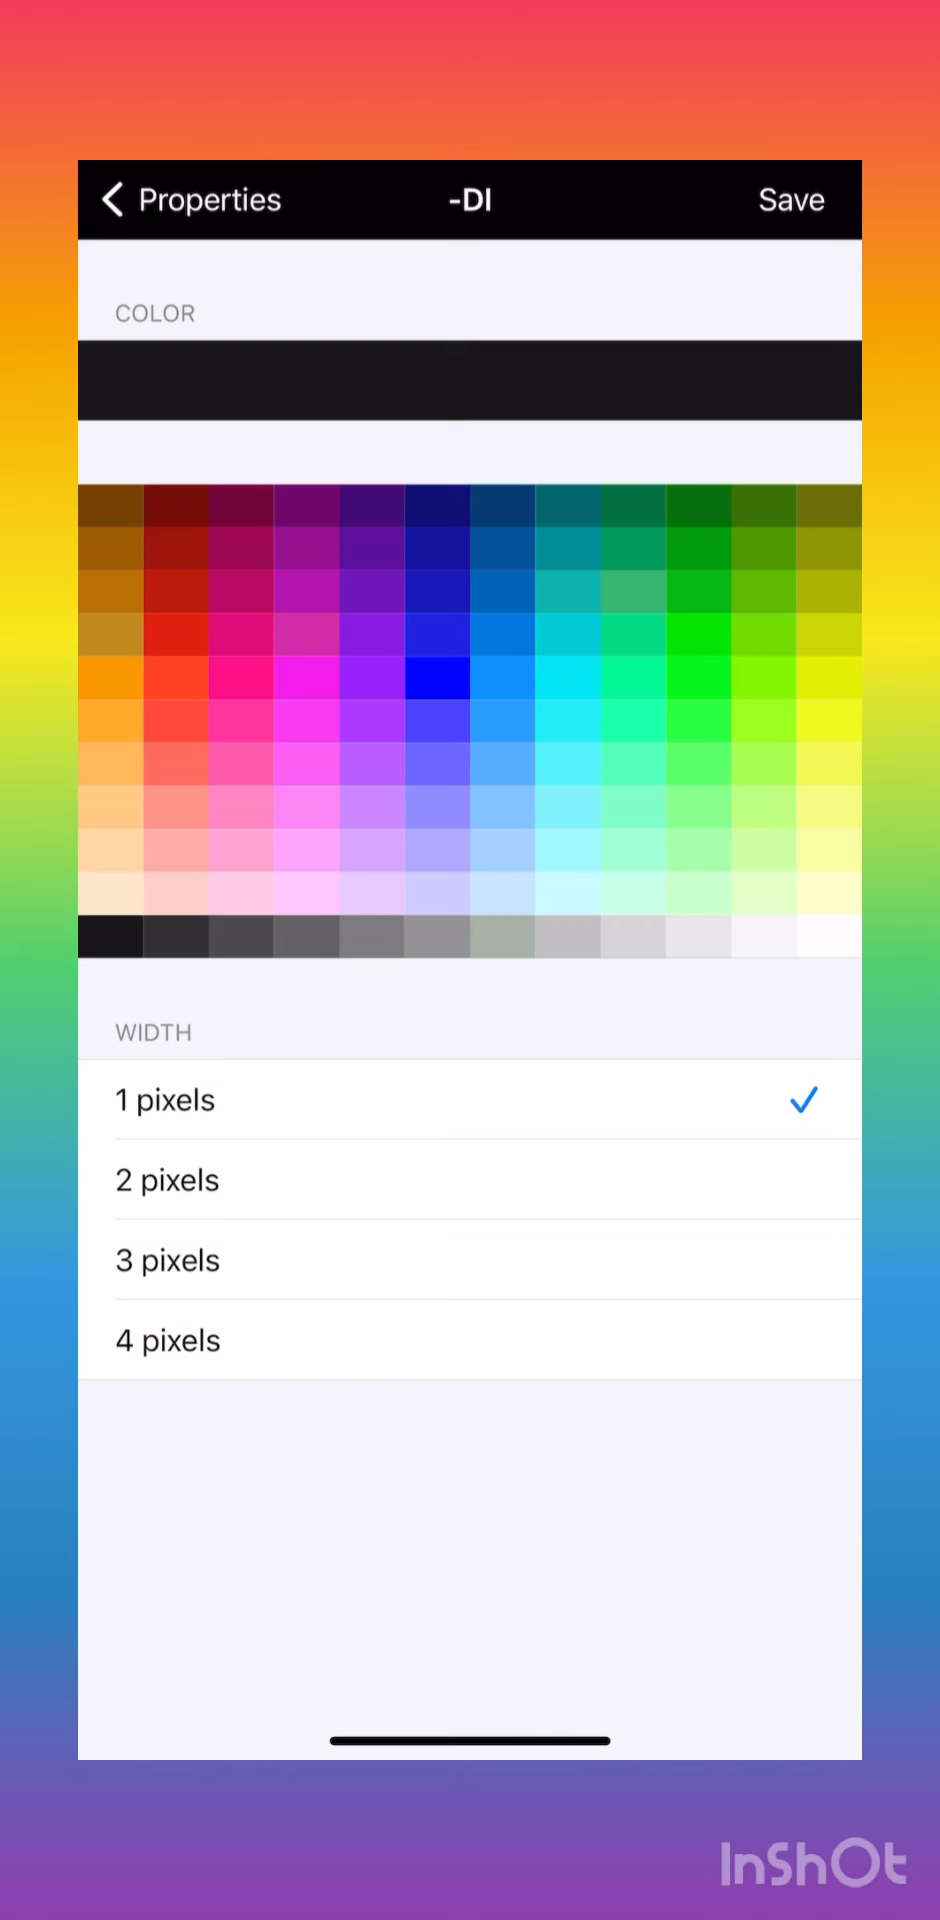 Properties
-DI
Save
COLOR
WIDTH
1 pixels
2 pixels
3 pixels
4 pixels
InShOt